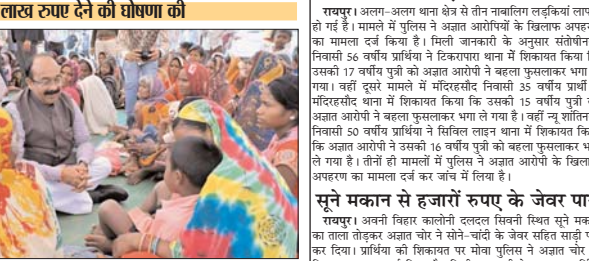 लाख रुपए देने की घोषणा की
रायपुर। अलग-अलग थाना क्षेत्र से तीन नाबालिग लड़कियां
हो गई है। मामले में पुलिस ने अज्ञात आरोपियों के खिलाफ
का मामला दर्ज किया है। मिली जानकारी के अनुसार
निवासी 56 वर्षीय प्रार्थिया ने टिकरापारा थाना में शिकायत किया
उसकी 17 वर्षीय पुत्री को अज्ञात आरोपी ने बहला फुसलाकर भगा
गया। वहीं दूसरे मामले में मंदिरहसौद निवासी 35 वर्षीय प्रार्थी
मंदिरहसौद थाना में शिकायत किया कि उसकी 15 वर्षीय पुत्री
अज्ञात आरोपी ने बहला फुसलाकर भगा ले गया है। वहीं न्यू
निवासी 50 वर्षीय प्रार्थिया ने सिविल लाइन थाना में शिकायत
कि अज्ञात आरोपी ने उसकी 16 वर्षीय पुत्री को बहला फुसलाकर
ले गया है। तीनों ही मामलों में पुलिस ने अज्ञात आरोपी के
अपहरण का मामला दर्ज कर जांच में लिया है।
सूने मकान से हजारों रुपए के जेवर
रायपुर। अवनी विहार कालोनी दलदल सिवनी स्थित सूने
का ताला तोड़कर अज्ञात चोर ने सोने-चांदी के जेवर सहित साड़ी
कर दिया। प्रार्थिया की शिकायत पर मोवा पुलिस ने अज्ञात चोर